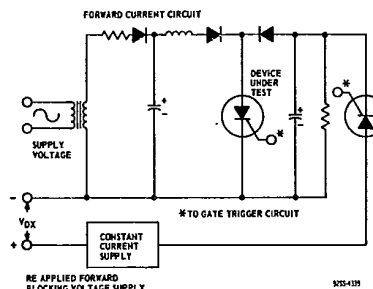 FORWARD CURRENT CIRCUIT
DEVICE
UNDER
TEST
SUPPLY
VOLTAGE
*
*
+
-
+
-
-
VDX
+
*TO GATE TRIGGER CIRCUIT
CONSTANT
CURRENT
SUPPLY
RE APPLIED FORWARD
BLOCKING VOLTAGE SUPPLY
92SS-4339